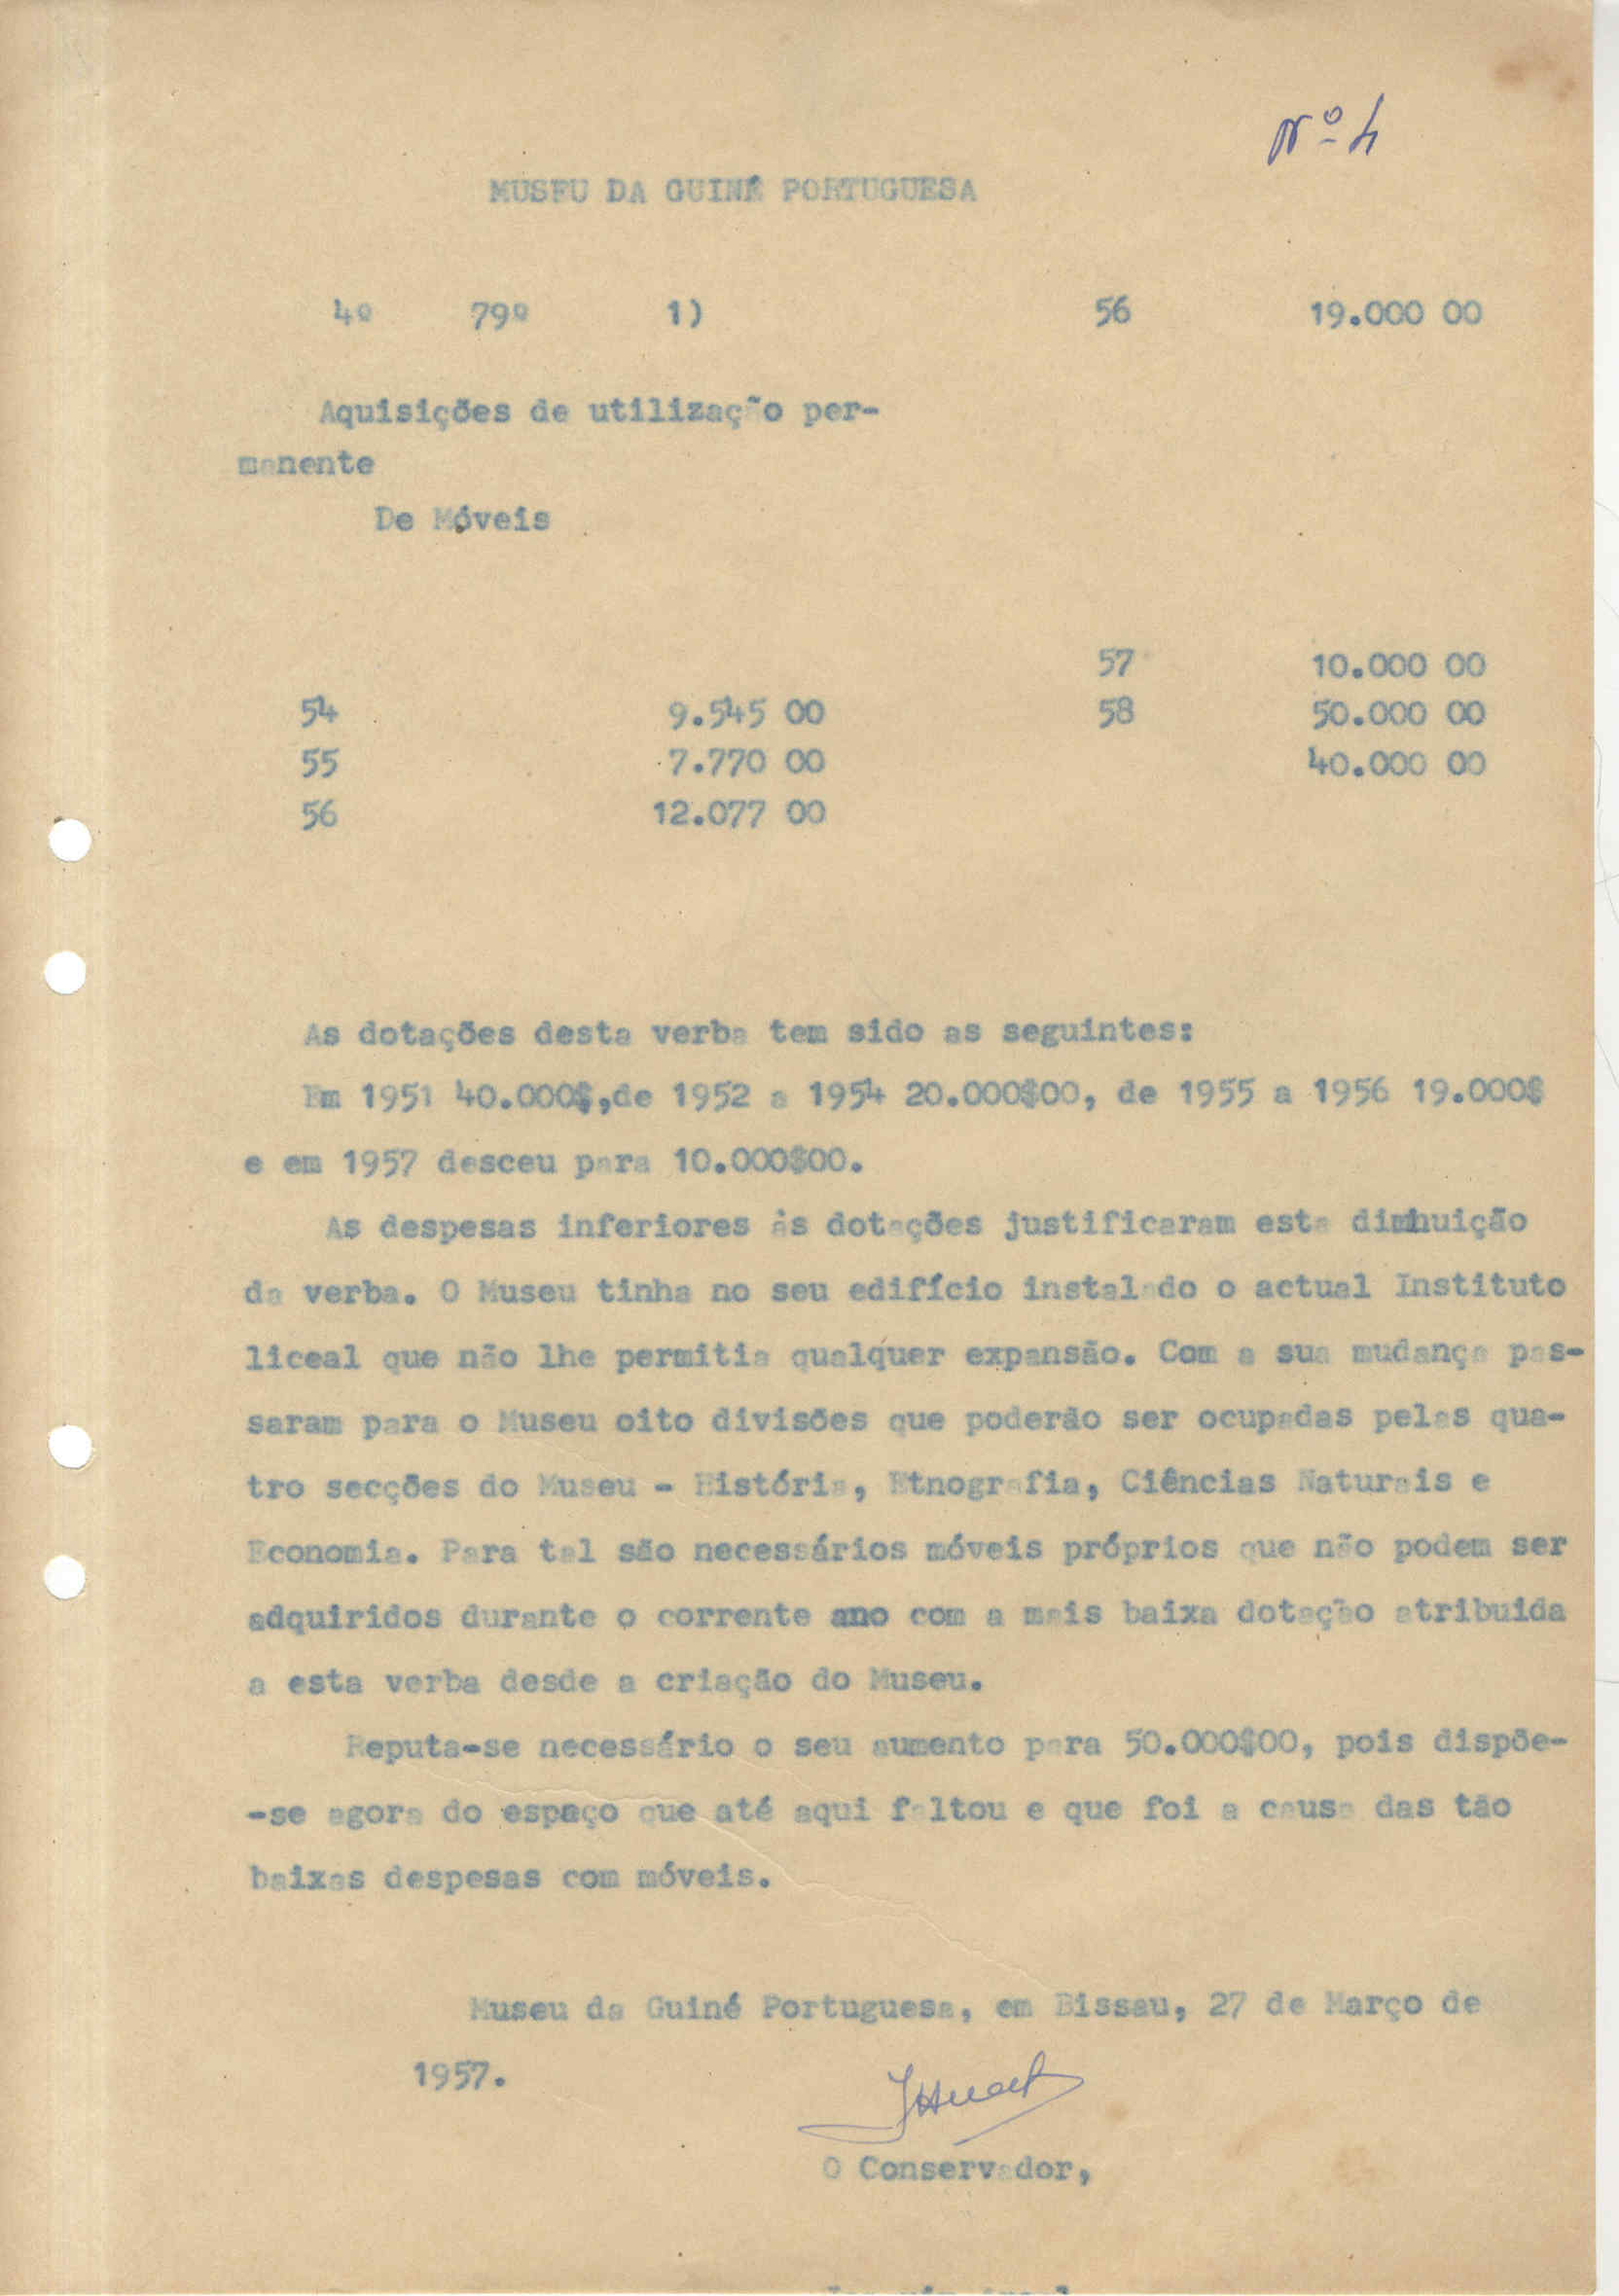 Nº 4
MUSEU DA GUINÉ PORTUGUESA
4º 79º 1) 56 19.000 00
Aquisições de utilização per-
manente
De Móveis
57 10.000 00
54 9.545 00 58 50.000 00
55 7.770 00 40.000 00
56 12.077 00
As dotações desta verba tem sido as seguintes:
Em 1951 40.000$,de 1952 a 1954 20.000$00, de 1955 a 1956 19.000$
e em 1957 desceu para 10.000$00.
As despesas inferiores às dotações justificaram esta diminuição
da verba. O Museu tinha no seu edifício instalado o actual Instituto
liceal que não lhe permitia qualquer expansão. Com a sua mudança pas-
saram para o Museu oito divisões que poderão ser ocupadas pelas qua-
tro secções do Museu - História, Etnografia, Ciências Naturais e
Economia. Para tal são necessários móveis próprios que não podem ser
adquiridos durante o corrente ano com a mais baixa dotação atribuida
a esta verba desde a criação do Museu.
Reputa-se necessário o seu aumento para 50.000$00, pois dispõe-
-se agora do espaço que até aqui faltou e que foi a causa das tão
baixas despesas com móveis.
Museu da Guiné Portuguesa, em Bissau, 27 de Março de
1957.
O Conservador,